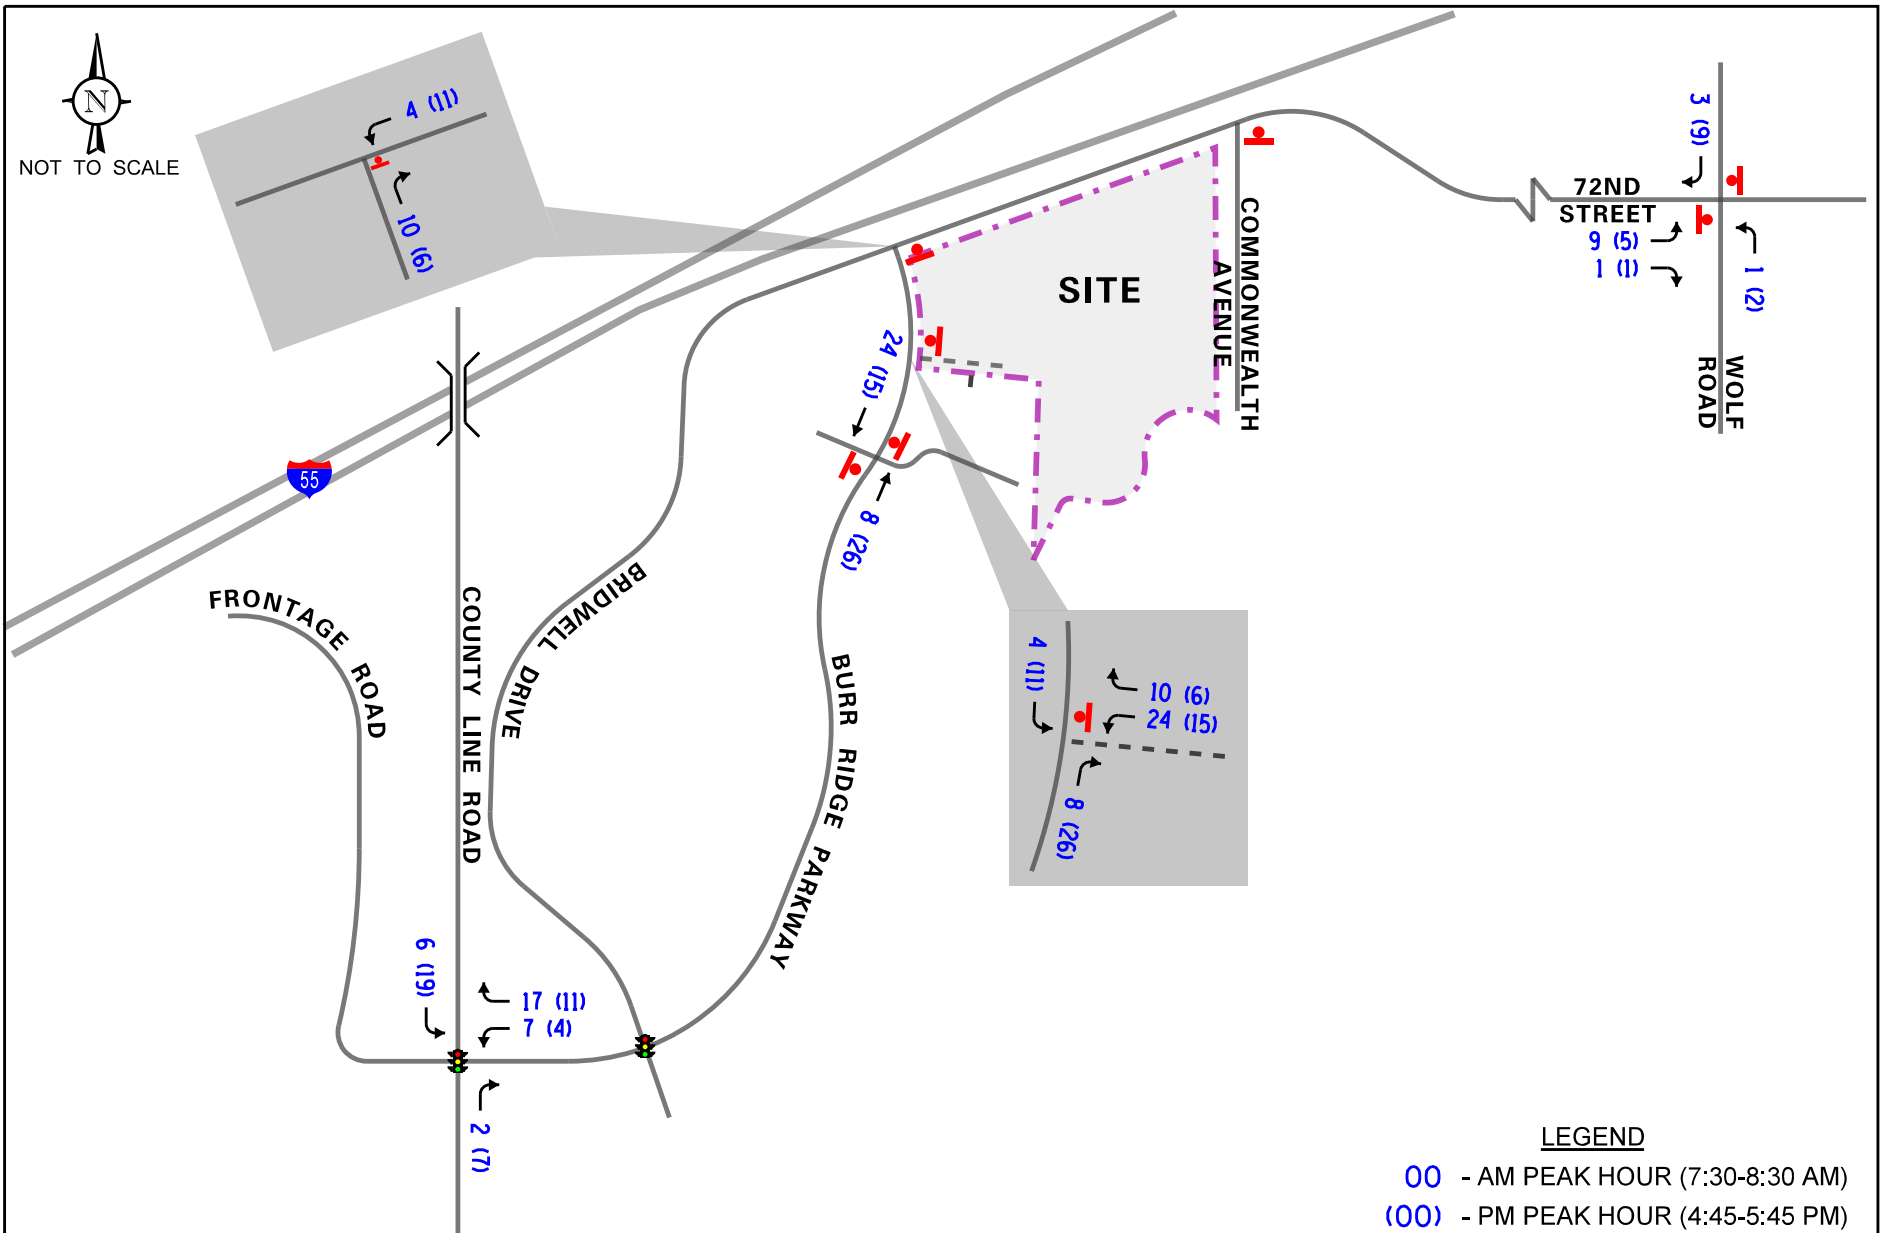 N
NOT TO SCALE
4 (11)
10 (6)
3 (9)
72ND
STREET
9 (5)
1 (1)
1 (2)
WOLF
ROAD
COMMONWEALTH
AVENUE
SITE
24 (15)
8 (26)
55
FRONTAGE ROAD
COUNTY LINE ROAD
BRIDWELL DRIVE
BURR RIDGE PARKWAY
4 (11)
10 (6)
24 (15)
8 (26)
6 (19)
17 (11)
7 (4)
2 (7)
LEGEND
00 - AM PEAK HOUR (7:30-8:30 AM)
(00) - PM PEAK HOUR (4:45-5:45 PM)